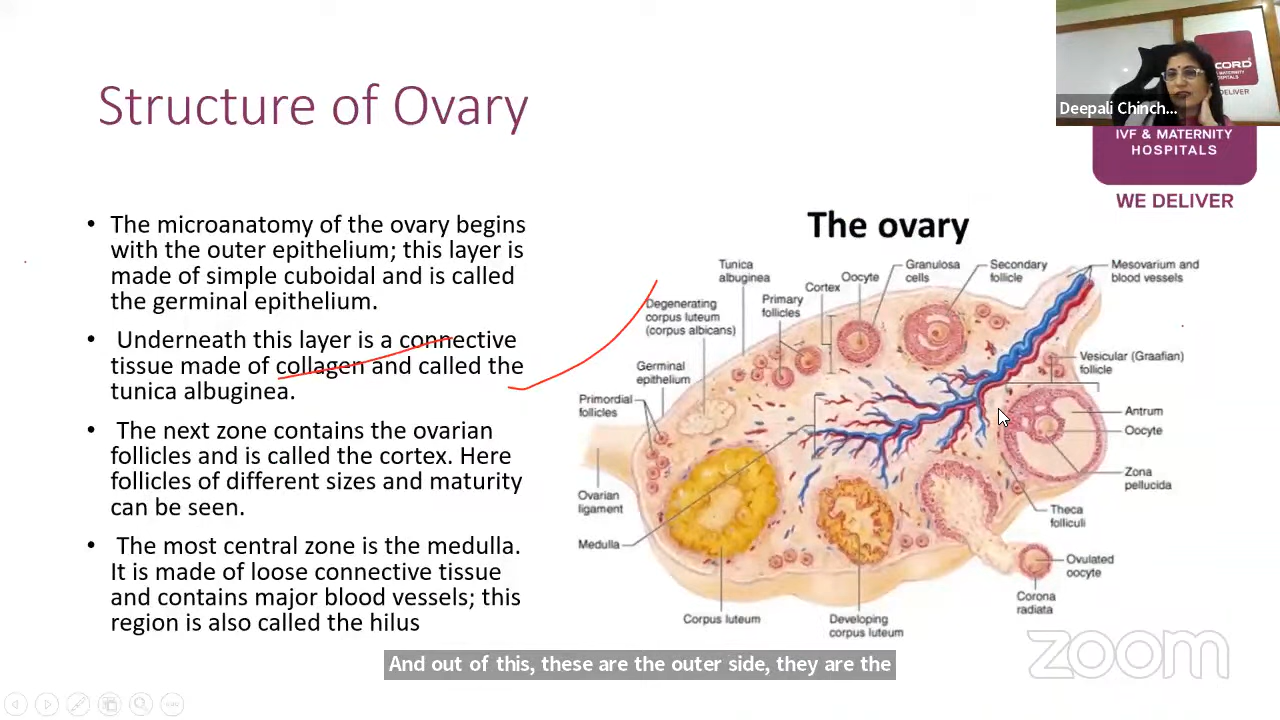 CORD
& MATERNITY
HOSPITALS
DELIVER
Deepali Chinch...
IVF & MATERNITY
HOSPITALS
WE DELIVER
Structure of Ovary
• The microanatomy of the ovary begins
with the outer epithelium; this layer is
made of simple cuboidal and is called
the germinal epithelium.
• Underneath this layer is a connective
tissue made of collagen and called the
tunica albuginea.
• The next zone contains the ovarian
follicles and is called the cortex. Here
follicles of different sizes and maturity
can be seen.
• The most central zone is the medulla.
It is made of loose connective tissue
and contains major blood vessels; this
region is also called the hilus
The ovary
Tunica
albuginea
Degenerating
corpus luteum
(corpus albicans)
Primary
follicles
Cortex
Oocyte
Granulosa
cells
Secondary
follicle
Mesovarium and
blood vessels
Germinal
epithelium
Primordial
follicles
Vesicular (Graafian)
follicle
Antrum
Oocyte
Zona
pellucida
Ovarian
ligament
Theca
folliculi
Medulla
Ovulated
oocyte
Corona
radiata
Corpus luteum
Developing
corpus luteum
zoom
And out of this, these are the outer side, they are the